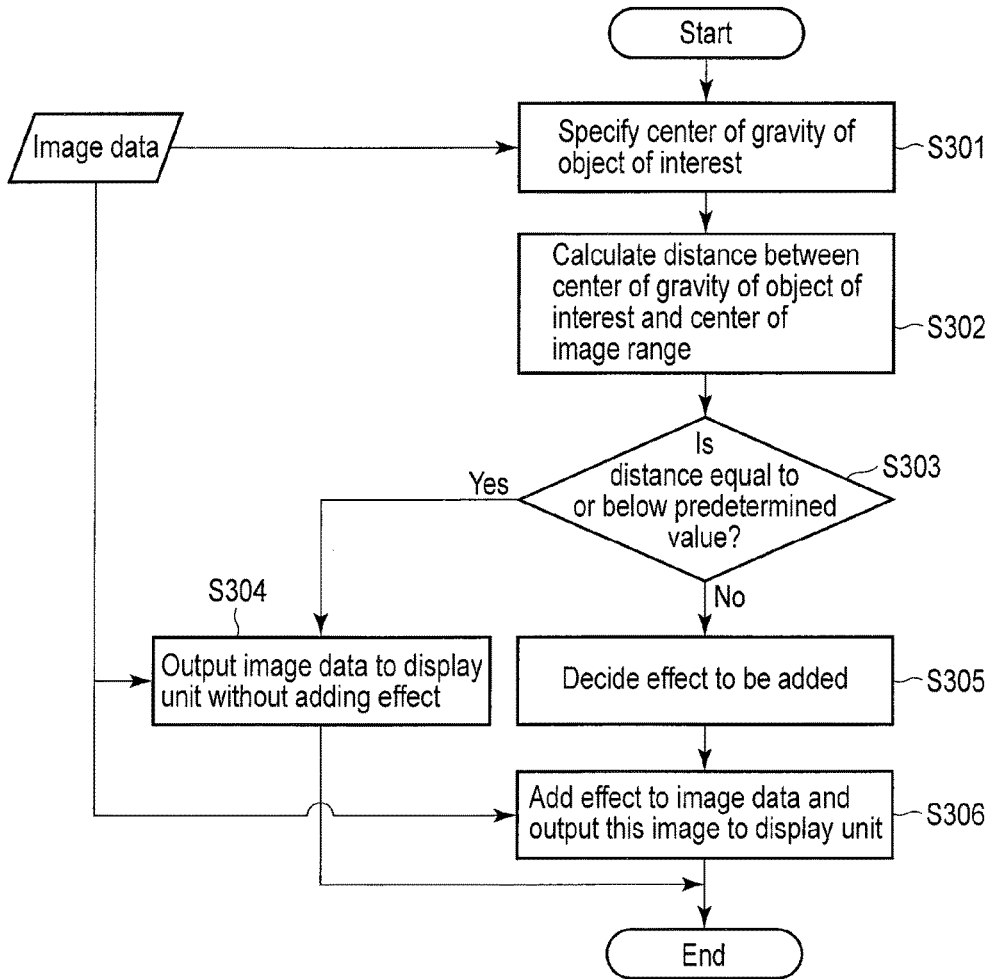 Start
Image data
Specify center of gravity of
object of interest
S301
Calculate distance between
center of gravity of object of
interest and center of
image range
S302
Is
distance equal to
or below predetermined
value?
S303
Yes
No
S304
Output image data to display
unit without adding effect
Decide effect to be added
S305
Add effect to image data and
output this image to display unit
S306
End